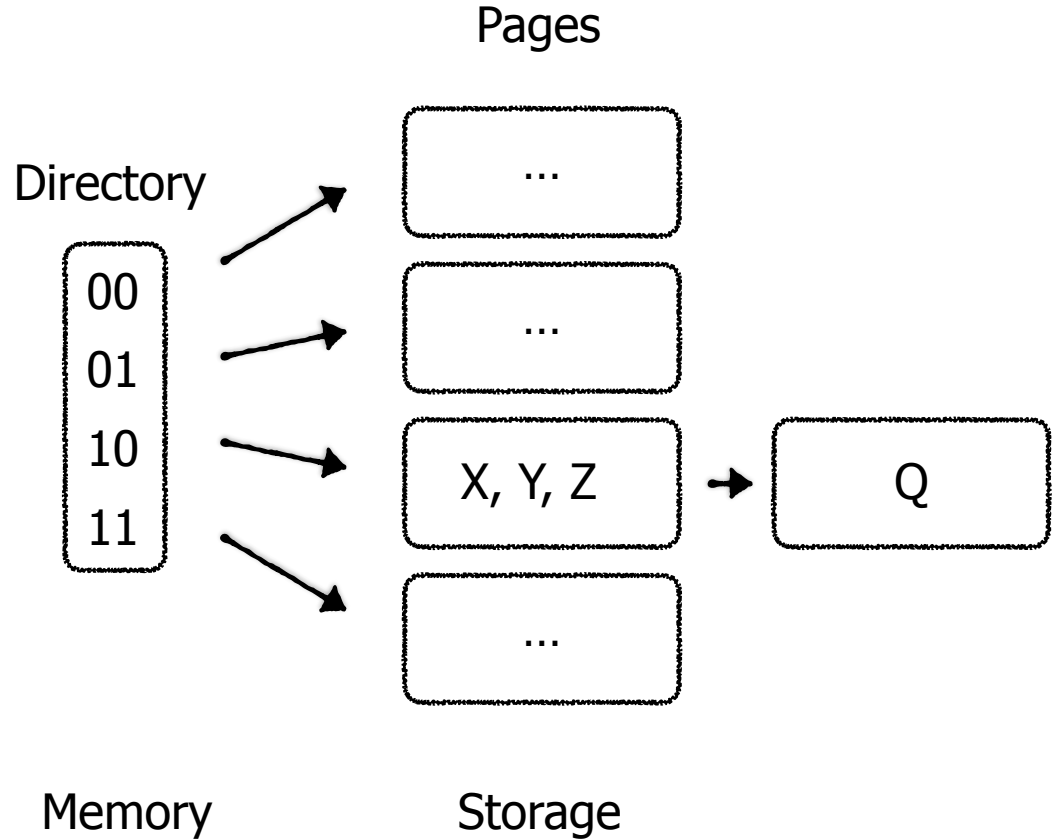 Pages
Directory
00
01
10
11
...
...
X, Y, Z
Q
...
Memory
Storage